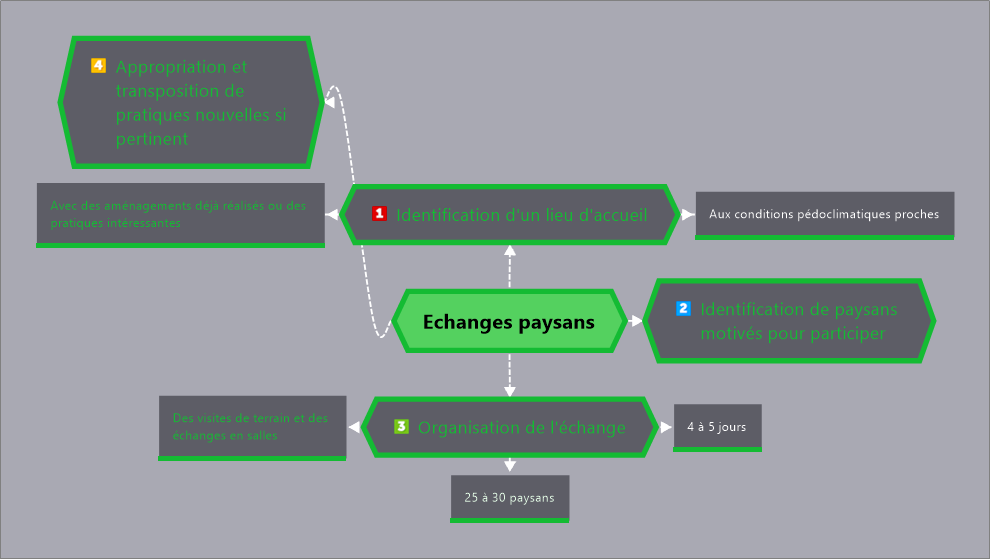 4 Appropriation et
transposition de
pratiques nouvelles si
pertinent
Avec des aménagements déjà réalisés ou des
pratiques intéressantes
1 Identification d'un lieu d'accueil
Aux conditions pédoclimatiques proches
Echanges paysans
2 Identification de paysans
motivés pour participer
Des visites de terrain et des
échanges en salles
3 Organisation de l'échange
4 à 5 jours
25 à 30 paysans